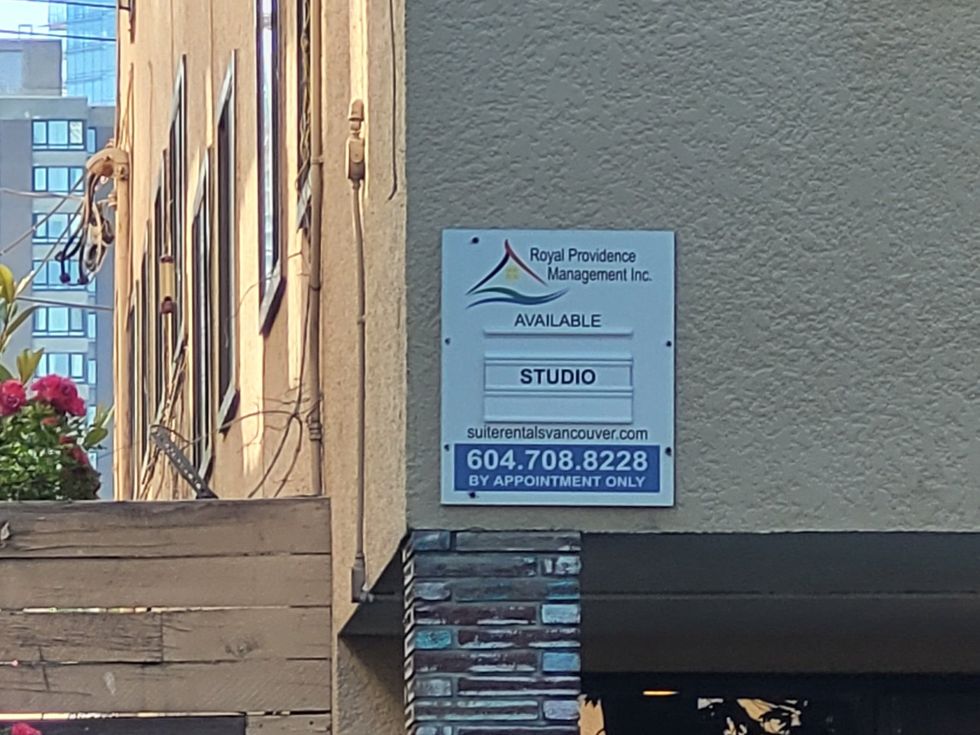 Royal Providence
Management Inc.
AVAILABLE
STUDIO
suiterentalsvancouver.com
604.708.8228
BY APPOINTMENT ONLY